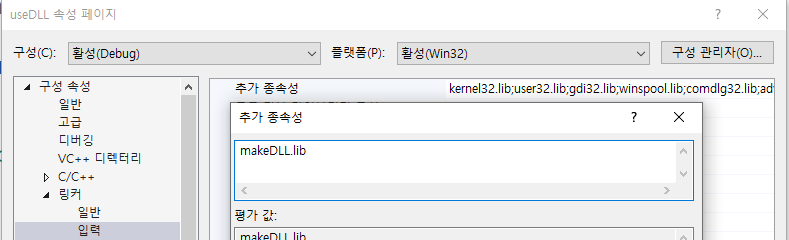 useDLL 속성 페이지
구성(C): 활성(Debug) 플랫폼(P): 활성(Win32) 구성 관리자(O)...
구성 속성
일반
고급
디버깅
VC++ 디렉터리
C/C++
링커
일반
입력
추가 종속성 kernel32.lib;user32.lib;gdi32.lib;winspool.lib;comdlg32.lib;ad
추가 종속성
makeDLL.lib
평가 값:
makeDLL.lib